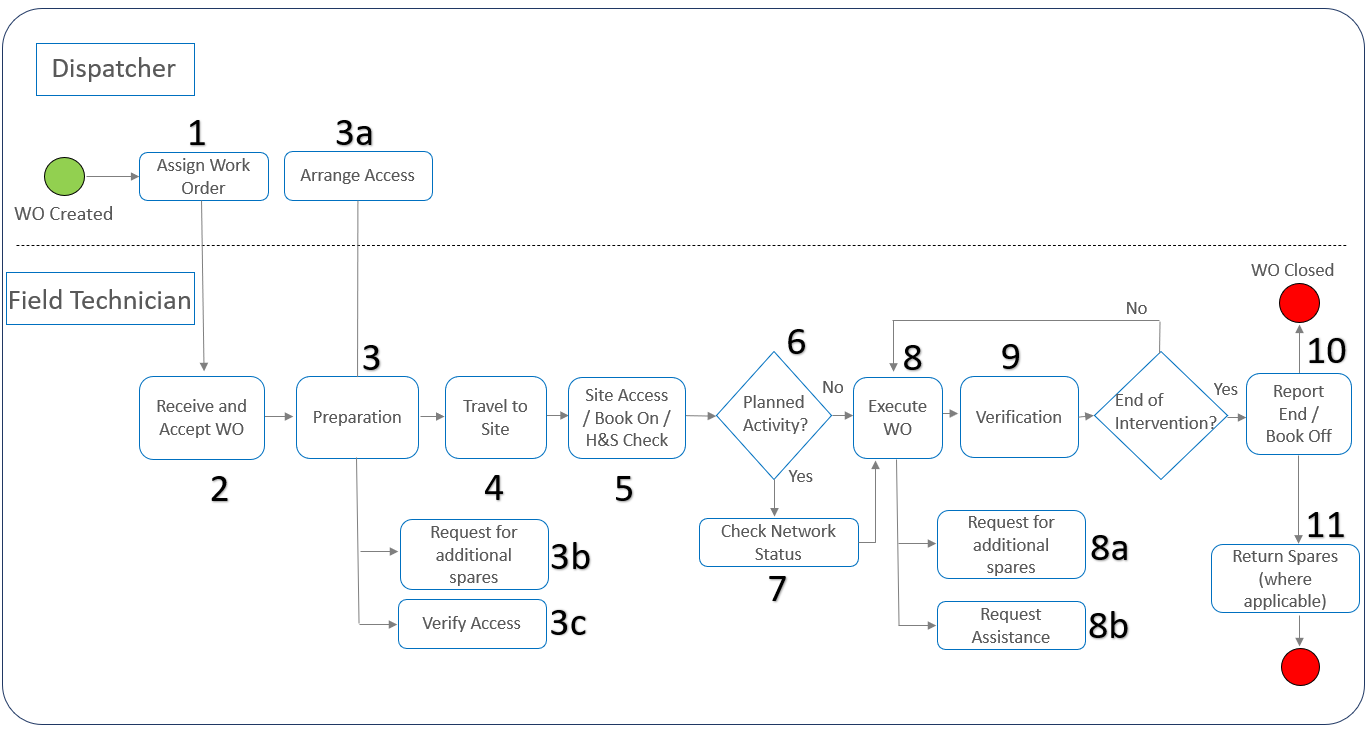 Dispatcher
1
3a
Assign Work
Order
Arrange Access
WO Created
Field Technician
WO Closed
No
6
10
3
8
9
Receive and
Accept WO
Preparation
Travel to
Site
Site Access
/ Book On /
H&S Check
Planned
Activity?
No
Execute
WO
Verification
End of
Intervention?
Yes
Report
End /
Book Off
2
4
5
Yes
Check Network
Status
7
Request for
additional
spares
3b
Verify Access
3c
Request for
additional
spares
8a
Request
Assistance
8b
11
Return Spares
(where
applicable)